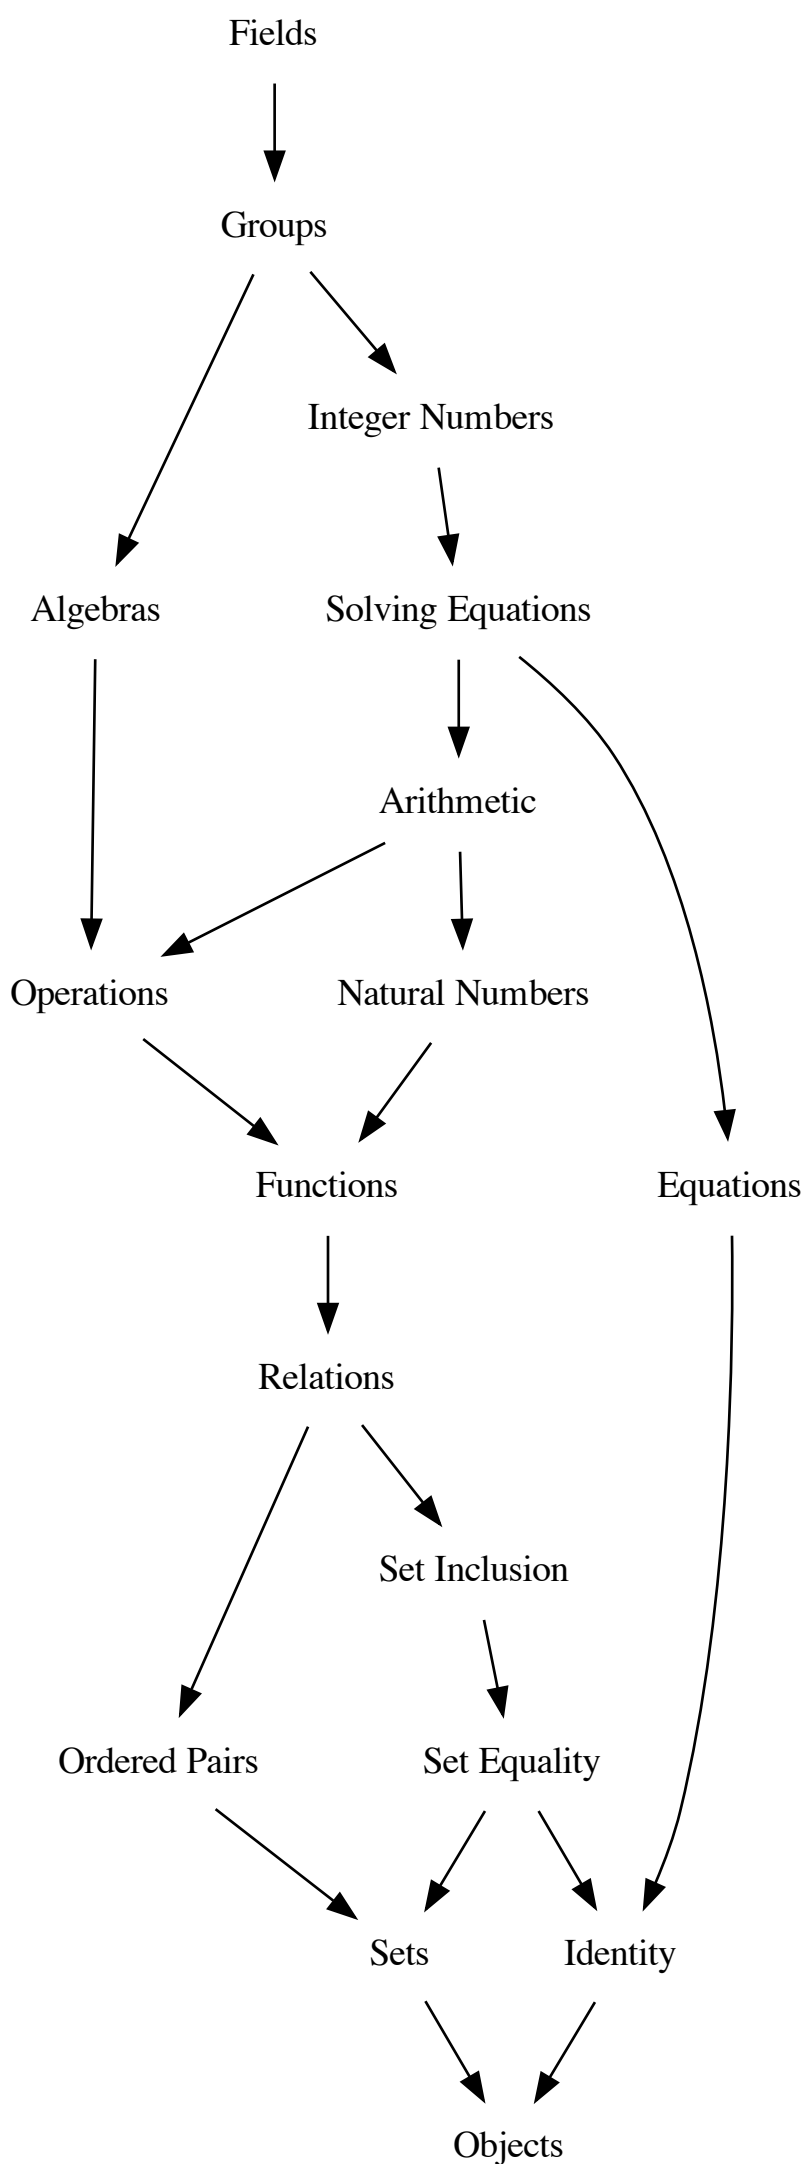 Fields
Groups
Integer Numbers
Algebras
Solving Equations
Arithmetic
Operations
Natural Numbers
Functions
Equations
Relations
Set Inclusion
Ordered Pairs
Set Equality
Sets
Identity
Objects